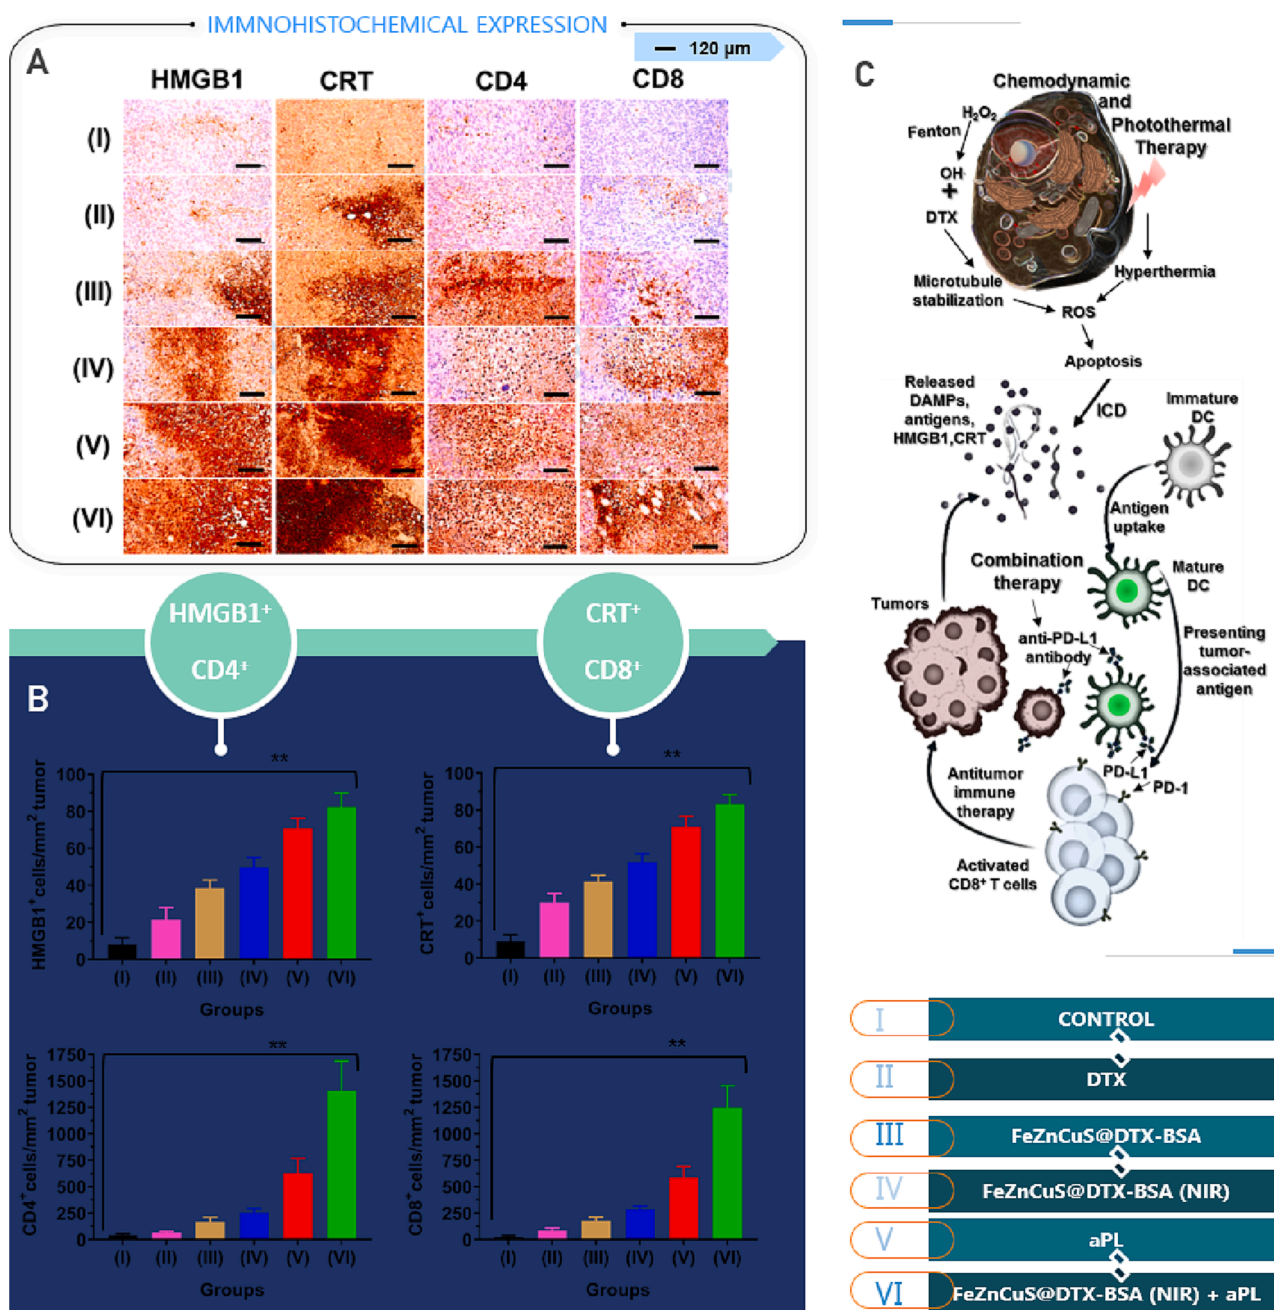 IMMNOHISTOCHEMICAL EXPRESSION
120 µm
A
HMGB1 CRT CD4 CD8
(I)
(II)
(III)
(IV)
(V)
(VI)
HMGB1⁺
CD4⁺
CRT⁺
CD8⁺
B
**
HMGB1⁺cells/mm² tumor
100
80
60
40
20
0
(I) (II) (III) (IV) (V) (VI)
Groups
**
CRT⁺cells/mm² tumor
100
80
60
40
20
0
(I) (II) (III) (IV) (V) (VI)
Groups
**
CD4⁺cells/mm² tumor
1750
1500
1250
1000
750
500
250
0
(I) (II) (III) (IV) (V) (VI)
Groups
**
CD8⁺cells/mm² tumor
1750
1500
1250
1000
750
500
250
0
(I) (II) (III) (IV) (V) (VI)
Groups
C
Chemodynamic
and
Photothermal
Therapy
H₂O₂
Fenton
OH
+
DTX
Microtubule
stabilization
Hyperthermia
ROS
Apoptosis
Released
DAMPs,
antigens,
HMGB1,CRT
ICD
Immature
DC
Antigen
uptake
Combination
therapy
Mature
DC
Tumors
anti-PD-L1
antibody
Presenting
tumor-
associated
antigen
PD-L1
PD-1
Antitumor
immune
therapy
Activated
CD8⁺ T cells
I CONTROL
II DTX
III FeZnCuS@DTX-BSA
IV FeZnCuS@DTX-BSA (NIR)
V aPL
VI FeZnCuS@DTX-BSA (NIR) + aPL